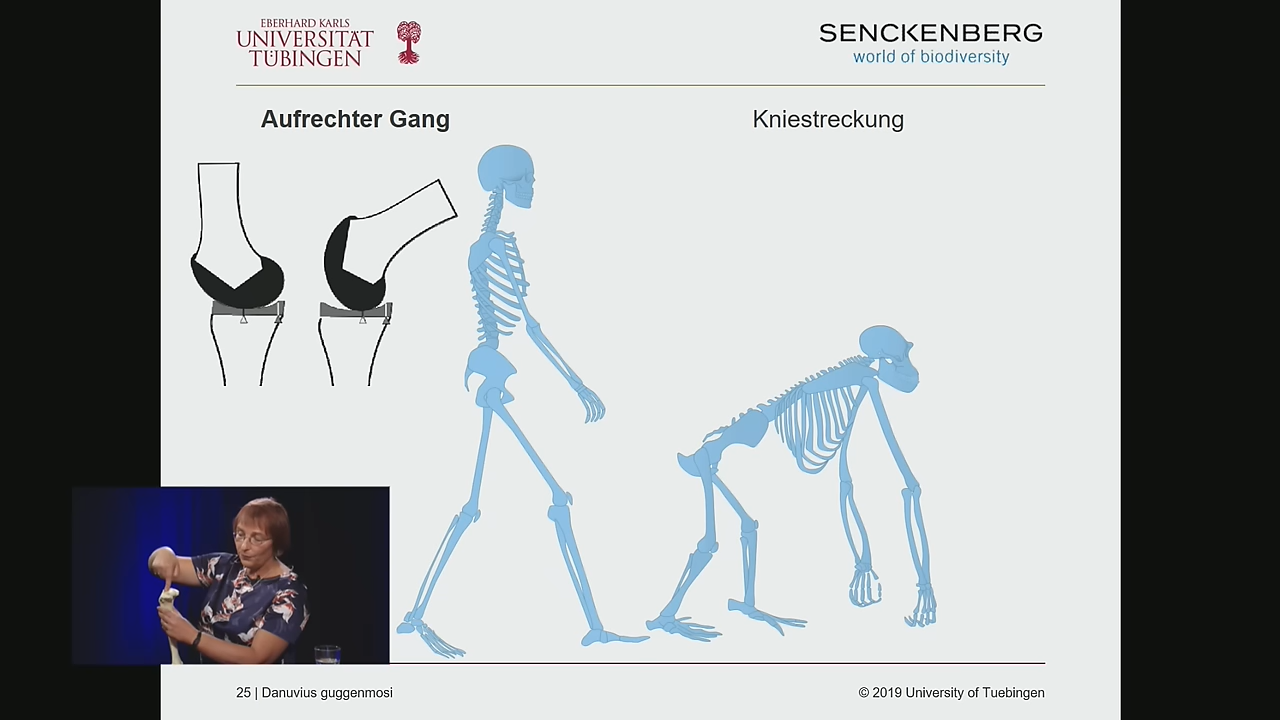 EBERHARD KARLS
UNIVERSITÄT
TÜBINGEN
SENCKENBERG
world of biodiversity
Aufrechter Gang
Kniestreckung
25 | Danuvius guggenmosi
© 2019 University of Tuebingen